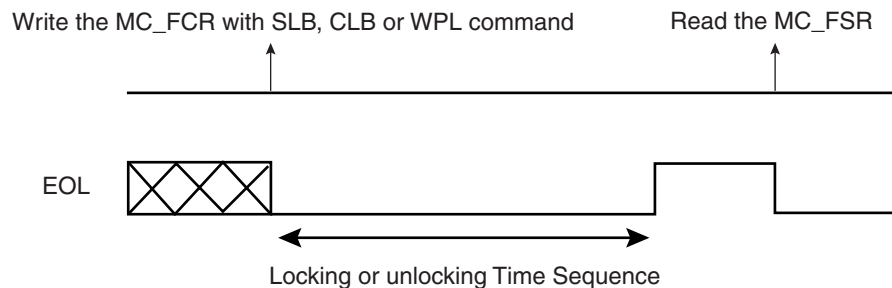 Write the MC_FCR with SLB, CLB or WPL command
Read the MC_FSR
EOL
Locking or unlocking Time Sequence